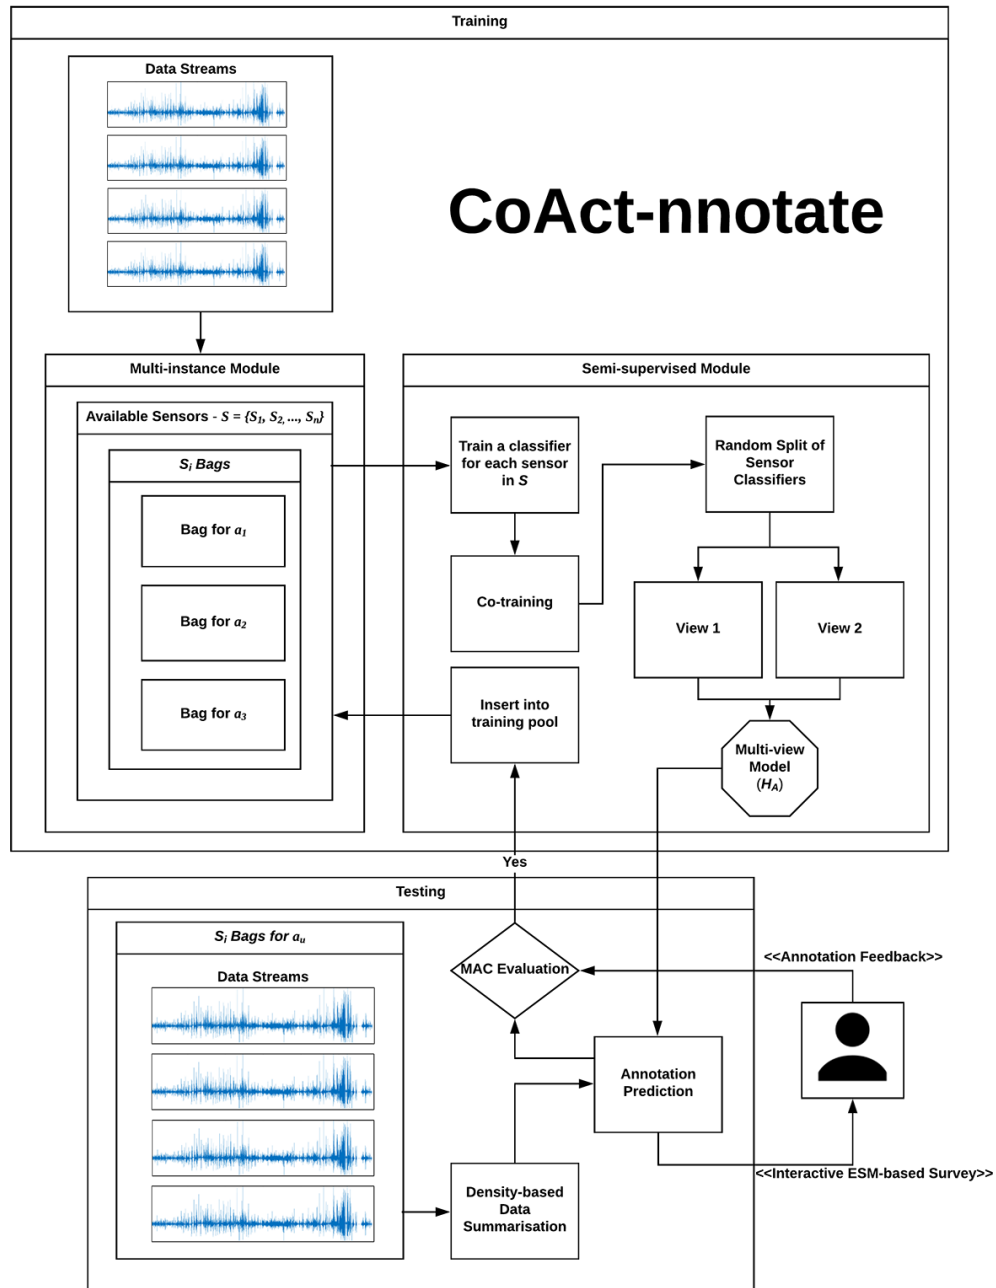 Training
Data Streams
CoAct-nnotate
Multi-instance Module
Available Sensors - S = {S1, S2, ..., Sn}
Si Bags
Bag for a1
Bag for a2
Bag for a3
Semi-supervised Module
Train a classifier
for each sensor
in S
Random Split of
Sensor
Classifiers
Co-training
View 1
View 2
Insert into
training pool
Multi-view
Model
(HA)
Yes
Testing
Si Bags for au
Data Streams
MAC Evaluation
<<Annotation Feedback>>
Annotation
Prediction
<<Interactive ESM-based Survey>>
Density-based
Data
Summarisation